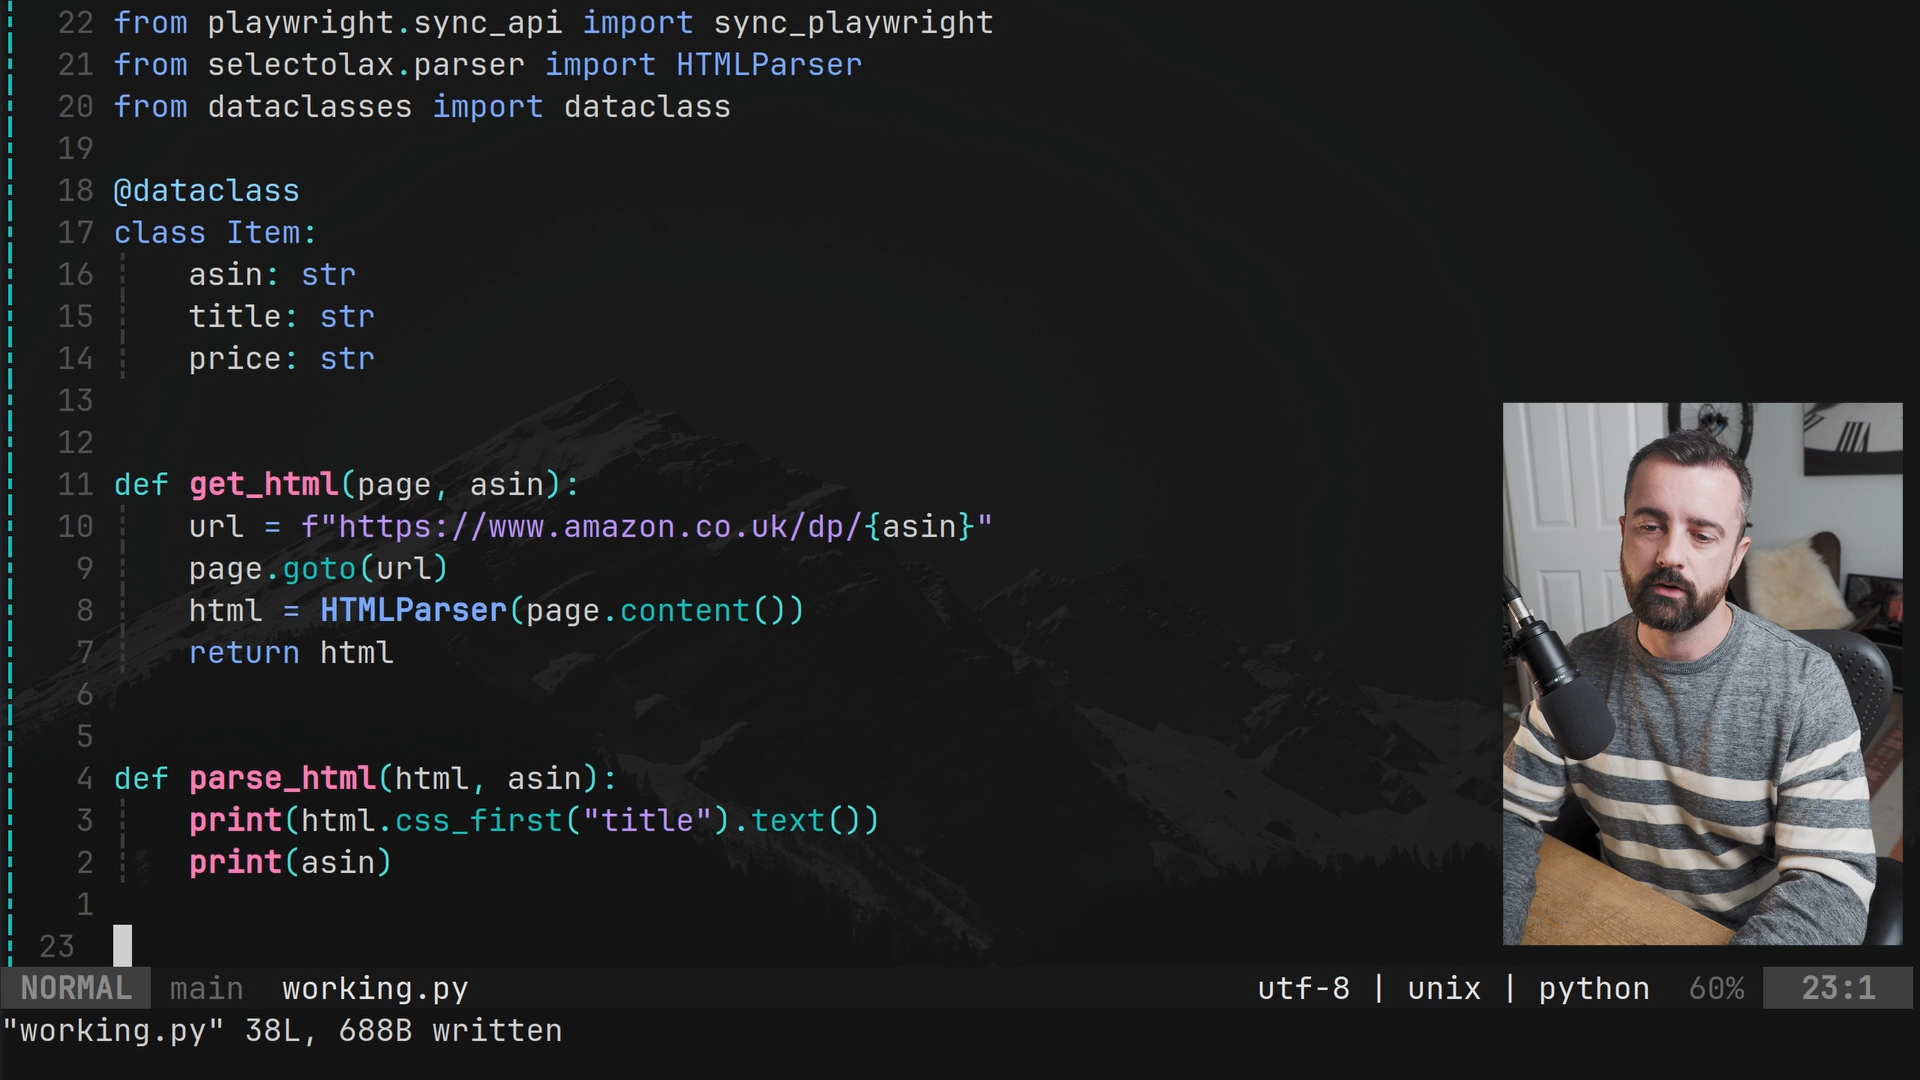 22 from playwright.sync_api import sync_playwright
21 from selectolax.parser import HTMLParser
20 from dataclasses import dataclass
19
18 @dataclass
17 class Item:
16     asin: str
15     title: str
14     price: str
13
12
11 def get_html(page, asin):
10     url = f"https://www.amazon.co.uk/dp/{asin}"
9     page.goto(url)
8     html = HTMLParser(page.content())
7     return html
6
5
4 def parse_html(html, asin):
3     print(html.css_first("title").text())
2     print(asin)
1
23
NORMAL main working.py utf-8 | unix | python 60% 23:1
"working.py" 38L, 688B written